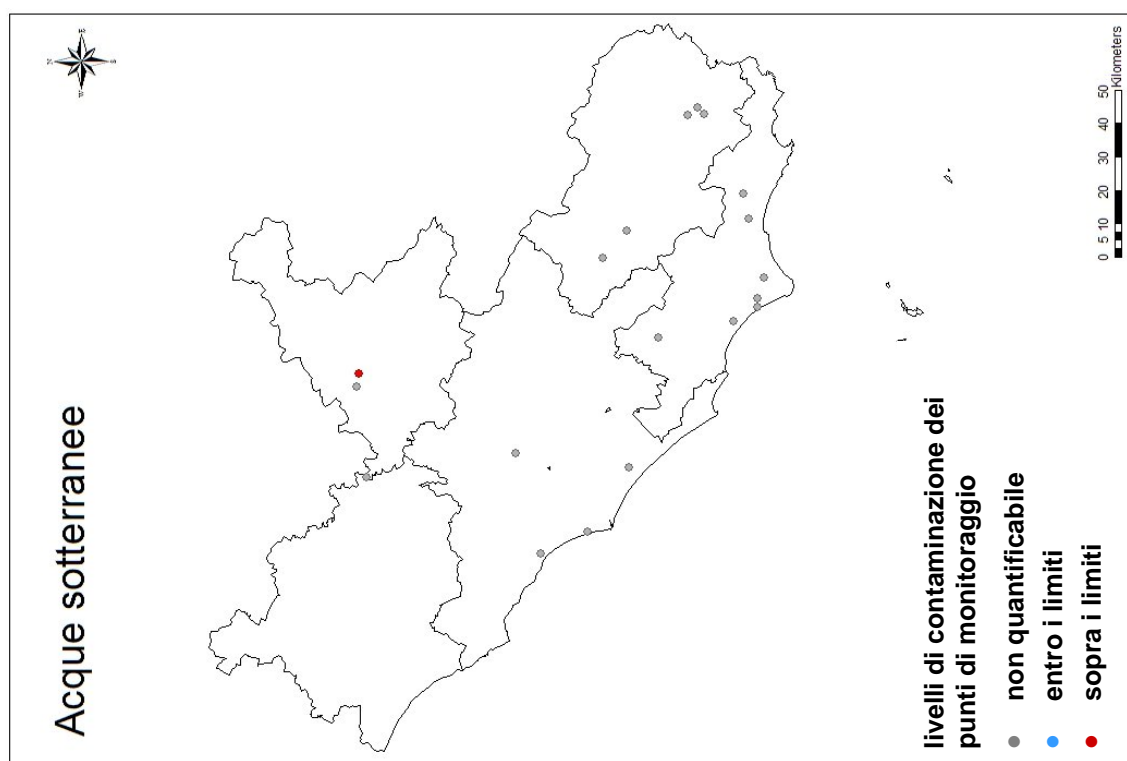 Acque sotterranee
N
W
E
S
livelli di contaminazione dei
punti di monitoraggio
non quantificabile
entro i limiti
sopra i limiti
0 5 10 20 30 40 50
Kilometers